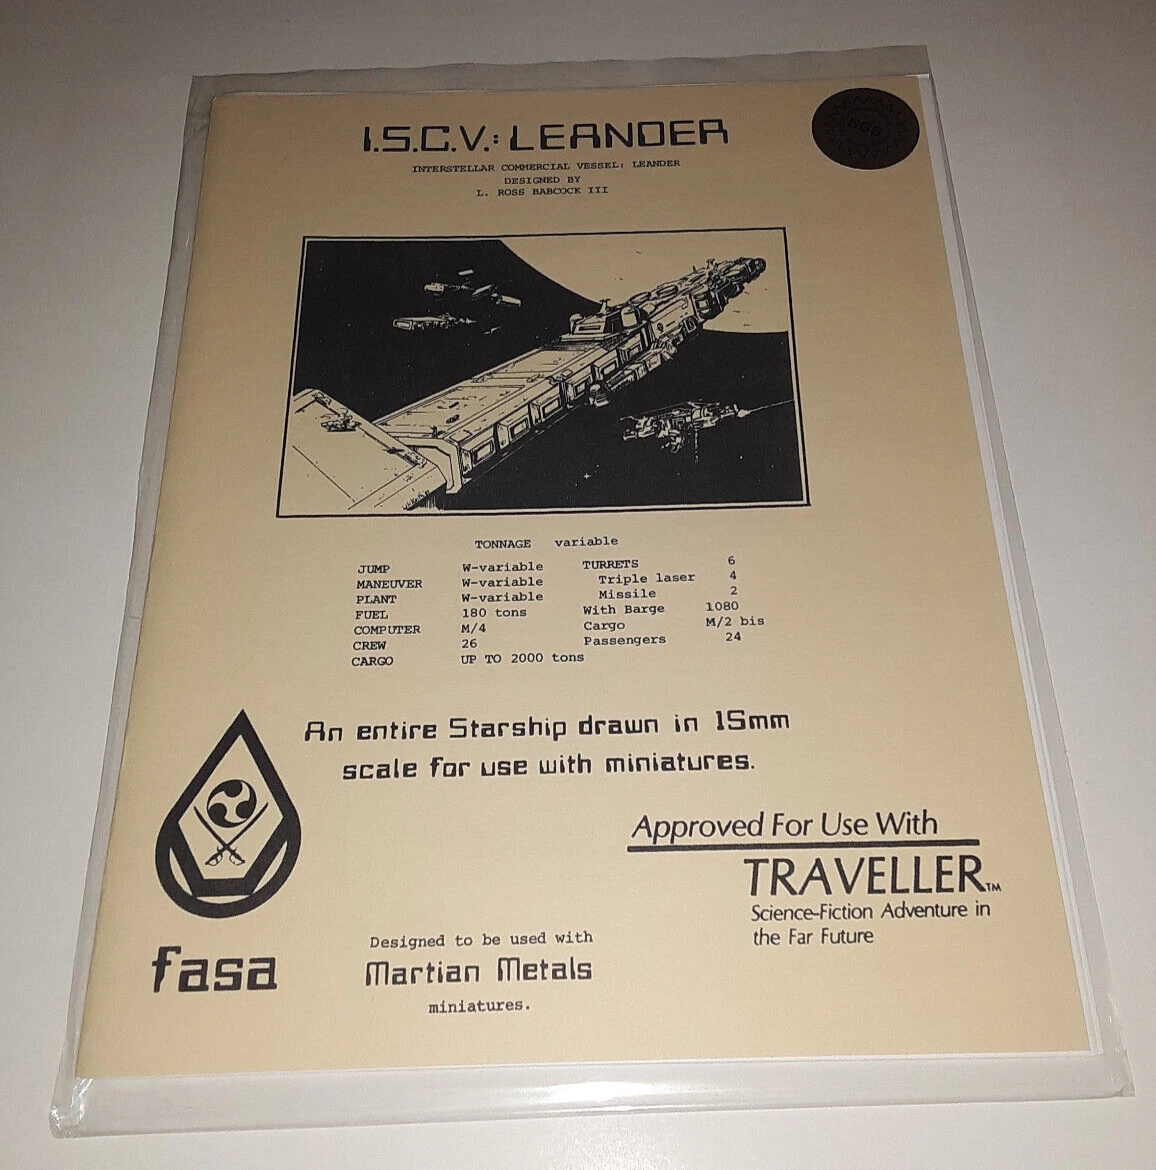 I.S.C.V.: LEANDER
INTERSTELLAR COMMERCIAL VESSEL: LEANDER
DESIGNED BY
L. ROSS BABCOCK III
TONNAGE variable
JUMP W-variable TURRETS 6
MANEUVER W-variable Triple laser 4
PLANT W-variable Missile 2
FUEL 180 tons With Barge 1080
COMPUTER M/4 Cargo M/2 bis
CREW 26 Passengers 24
CARGO UP TO 2000 tons
An entire Starship drawn in 15mm
scale for use with miniatures.
Approved For Use With
TRAVELLER™
Science-Fiction Adventure in
the Far Future
fasa
Designed to be used with
Martian Metals
miniatures.